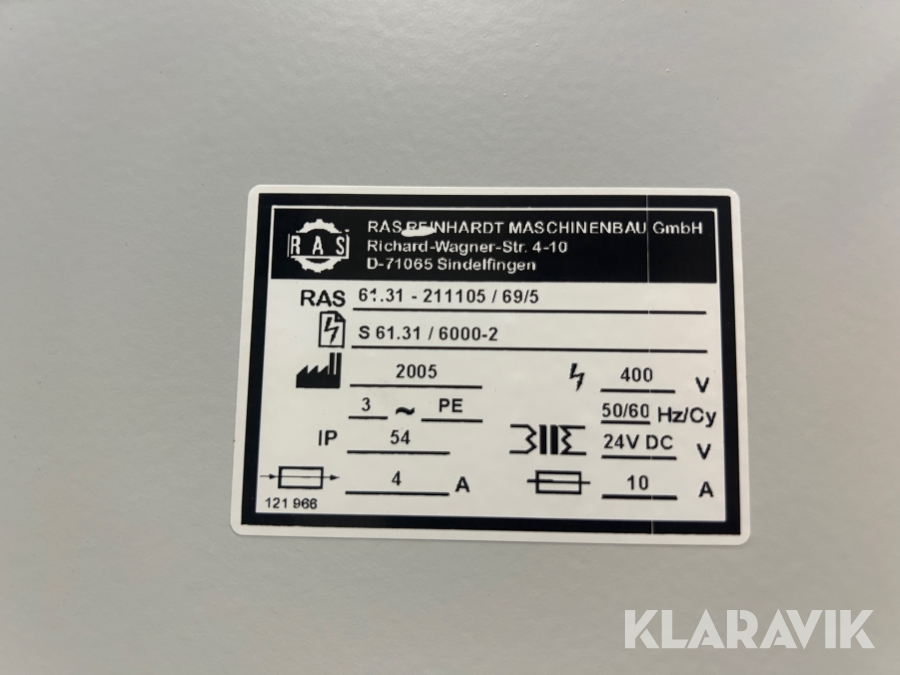 RAS
RAS REINHARDT MASCHINENBAU GmbH
Richard-Wagner-Str. 4-10
D-71065 Sindelfingen
RAS 61.31 - 211105 / 69/5
S 61.31 / 6000-2
2005 400 V
3 ~ PE 50/60 Hz/Cy
IP 54 24V DC V
4 A 10 A
121 966
KLARAVIK